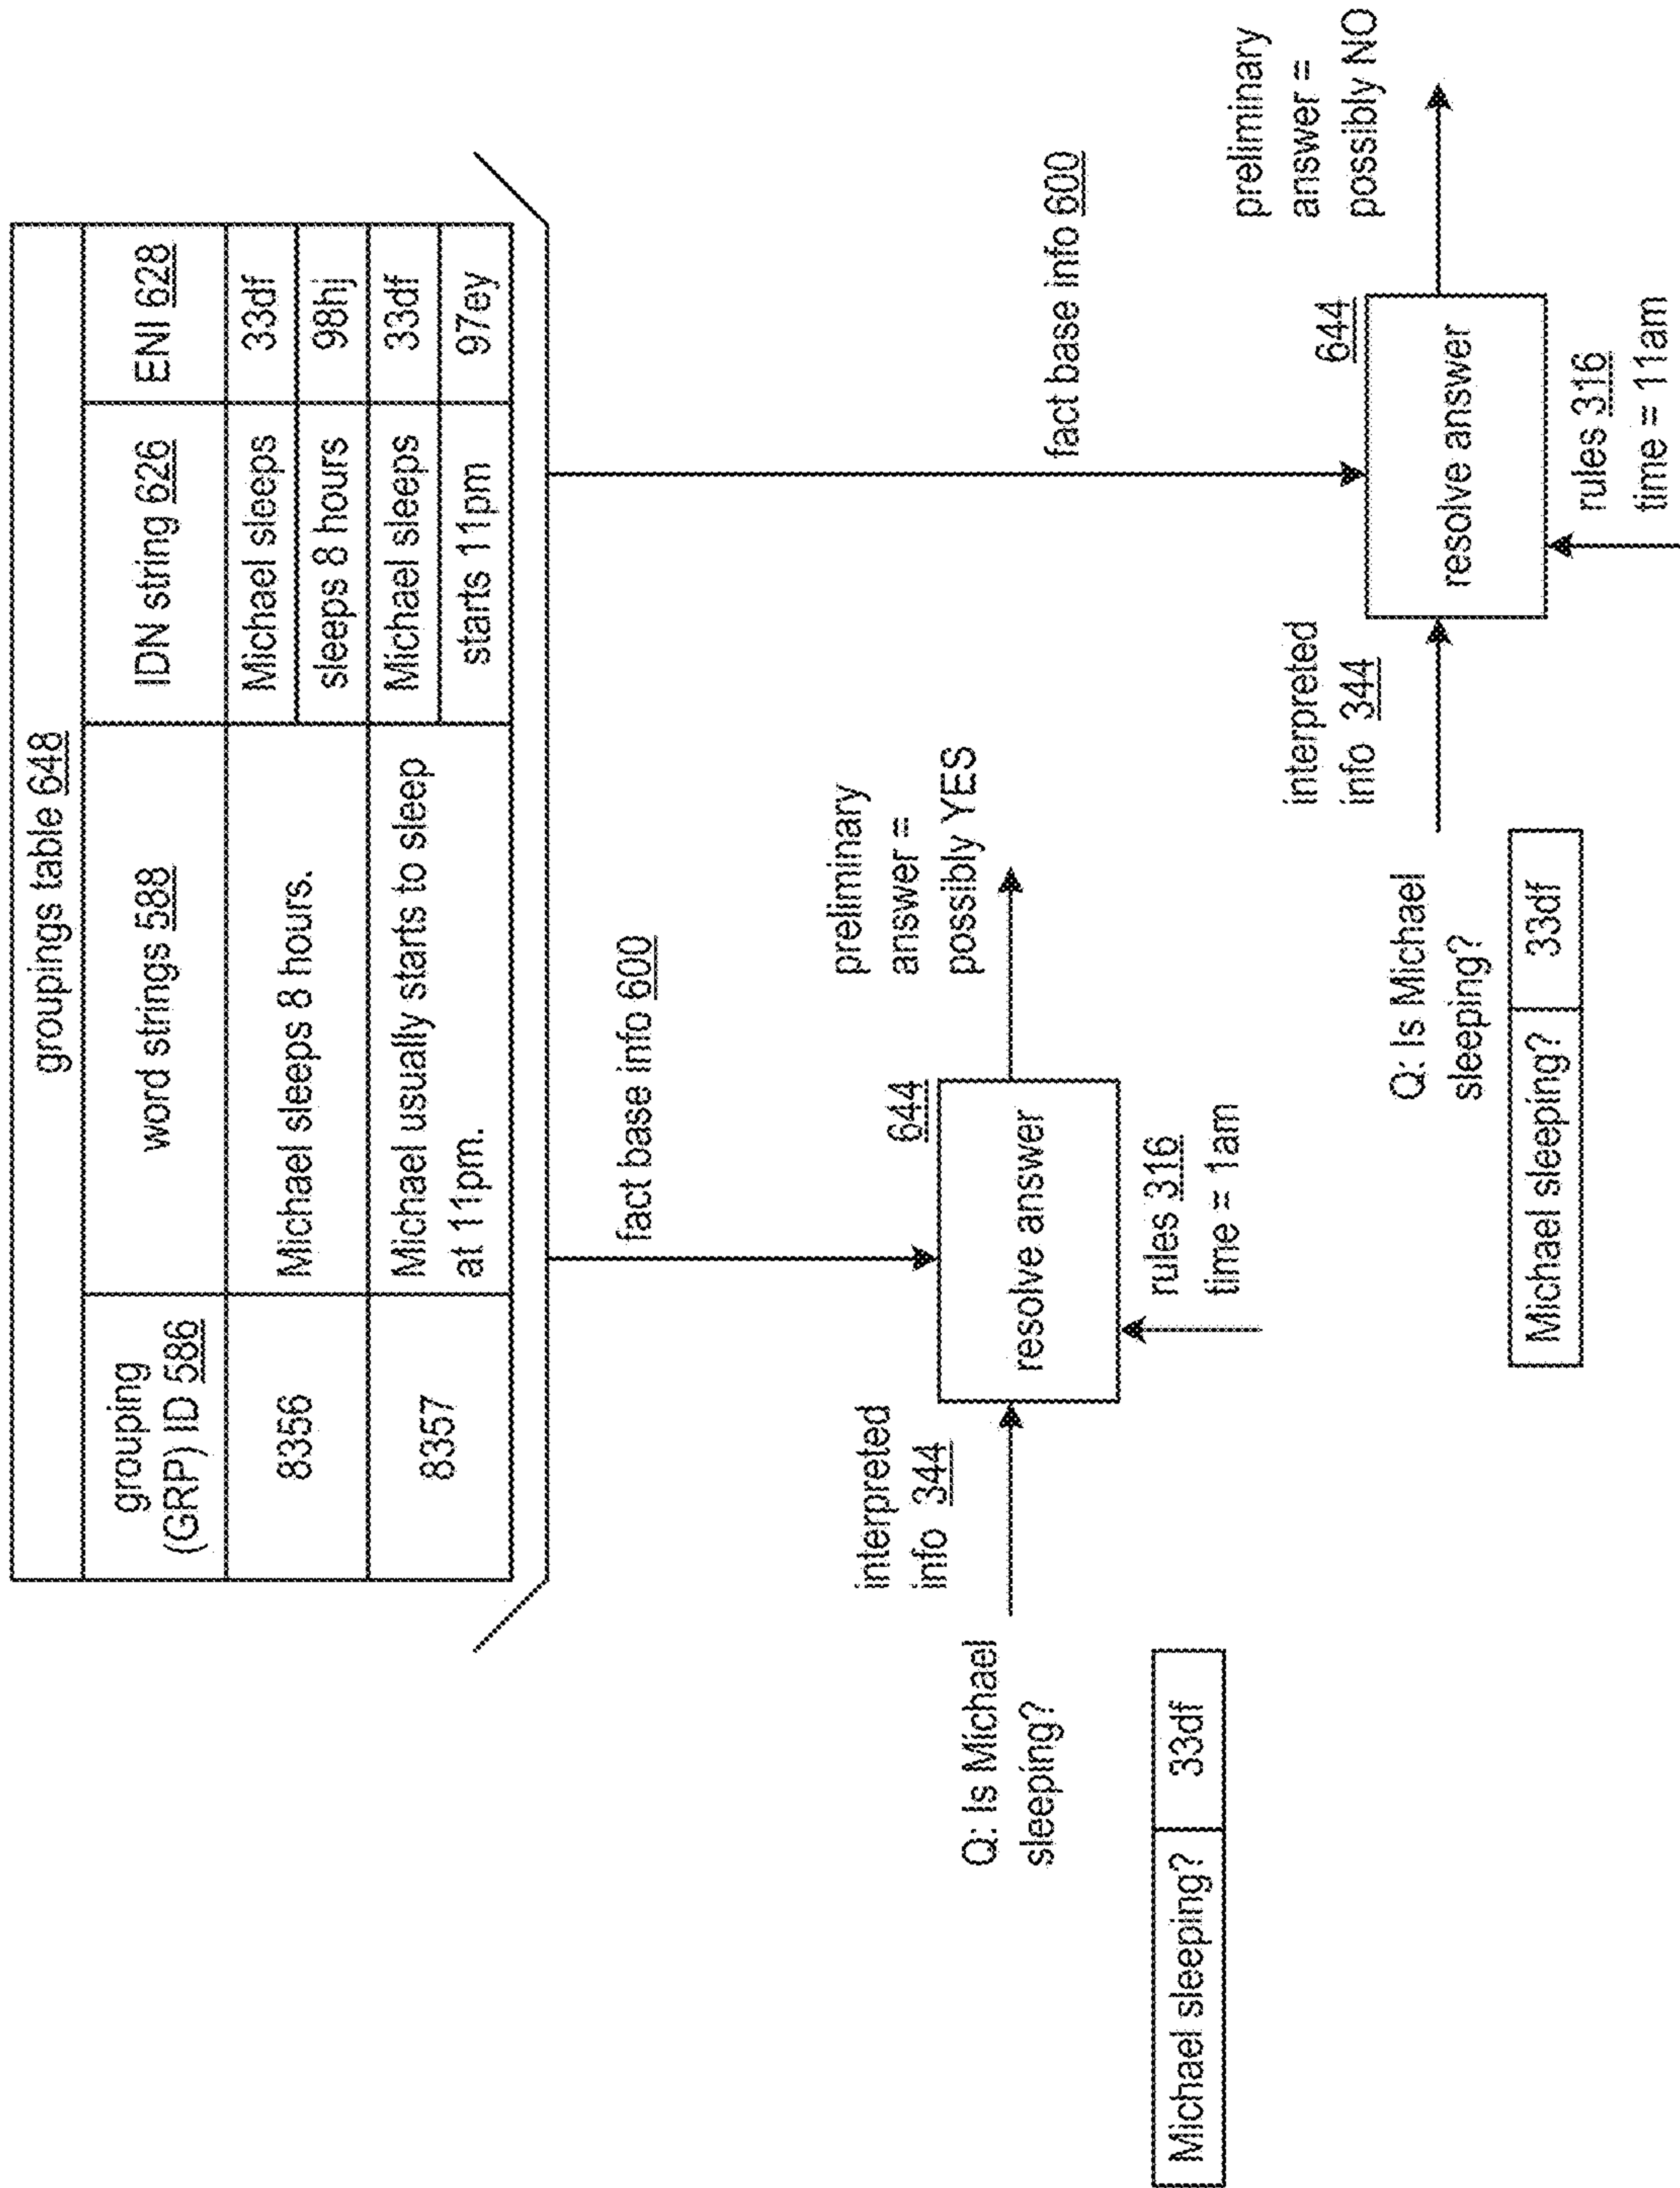 groupings table 648
grouping
(GRP) ID 586
word strings 588
IDN string 626
ENI 628
8356
Michael sleeps 8 hours.
Michael sleeps
33df
sleeps 8 hours
98hj
8357
Michael usually starts to sleep
at 11pm.
Michael sleeps
33df
starts 11pm
97ey
fact base info 600
fact base info 600
Q: Is Michael
sleeping?
Michael sleeping?
33df
interpreted
info 344
644
resolve answer
rules 316
time = 1am
preliminary
answer =
possibly YES
Q: Is Michael
sleeping?
Michael sleeping?
33df
interpreted
info 344
644
resolve answer
rules 316
time = 11am
preliminary
answer =
possibly NO